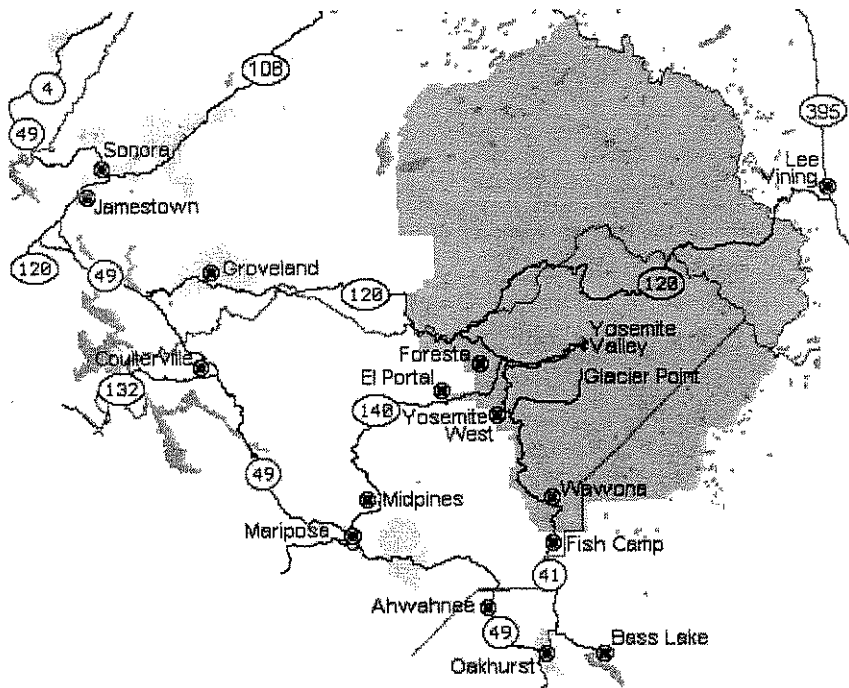 108
4
395
49
Sonora
Lee
Vining
Jamestown
120
49
Groveland
120
120
Yosemite
Valley
Foresta
Coulterville
El Portal
Glacier Point
132
140
Yosemite
West
49
Wawona
Midpines
Mariposa
Fish Camp
41
Ahwahnee
49
Bass Lake
Oakhurst